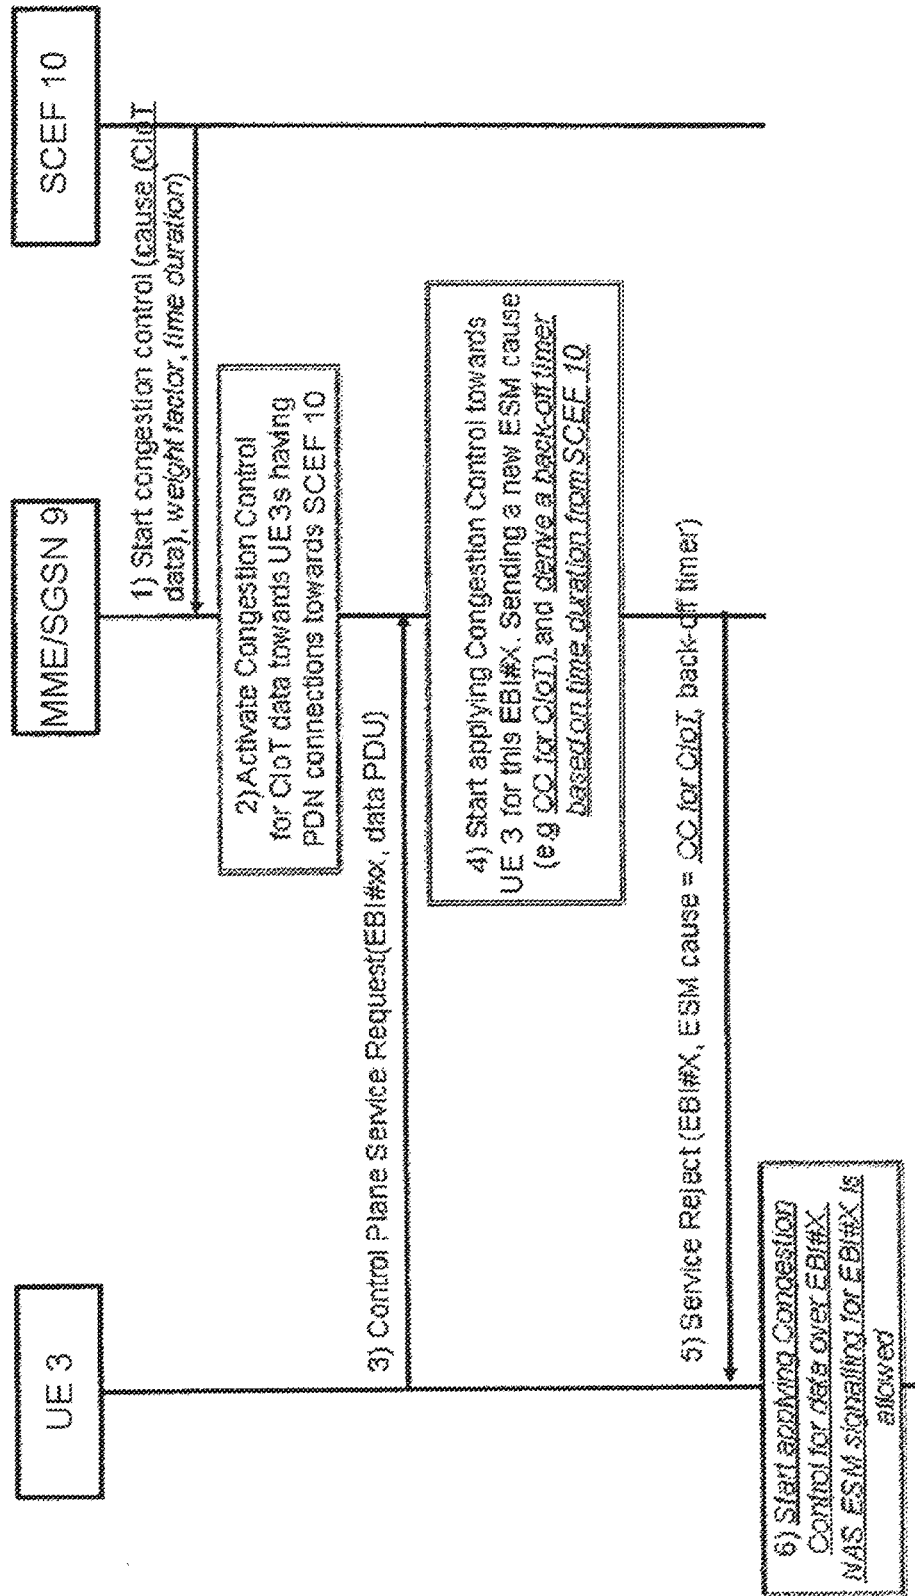 UE 3
MME/SGSN 9
SCEF 10
1) Start congestion control (cause (CIoT
data), weight factor, time duration)
2)Activate Congestion Control
for CIoT data towards UE3s having
PDN connections towards SCEF 10
3) Control Plane Service Request(EBI#xx, data PDU)
4) Start applying Congestion Control towards
UE 3 for this EBI#X. Sending a new ESM cause
(e.g CC for CIoT) and derive a back-off timer
based on time duration from SCEF 10
5) Service Reject (EBI#X, ESM cause = CC for CIoT, back-off timer)
6) Start applying Congestion
Control for data over EBI#X.
NAS ESM signalling for EBI#X is
allowed